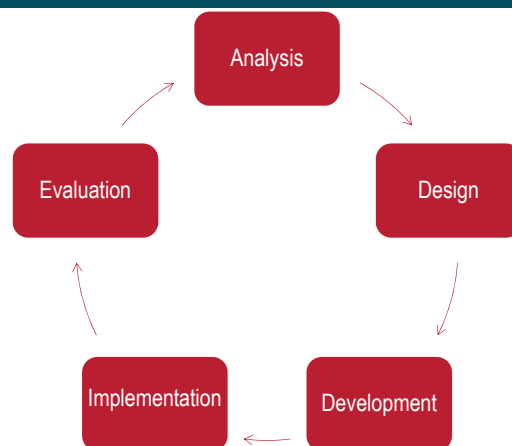 Analysis
Design
Development
Implementation
Evaluation